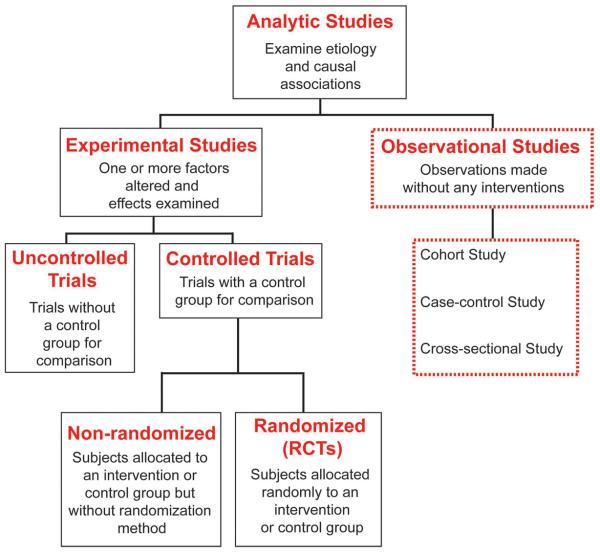 Analytic Studies
Examine etiology
and causal
associations
Experimental Studies
One or more factors
altered and
effects examined
Observational Studies
Observations made
without any interventions
Uncontrolled
Trials
Trials without
a control
group for
comparison
Controlled Trials
Trials with a control
group for comparison
Cohort Study
Case-control Study
Cross-sectional Study
Non-randomized
Subjects allocated to
an intervention or
control group but
without randomization
method
Randomized
(RCTs)
Subjects allocated
randomly to an
intervention
or control group